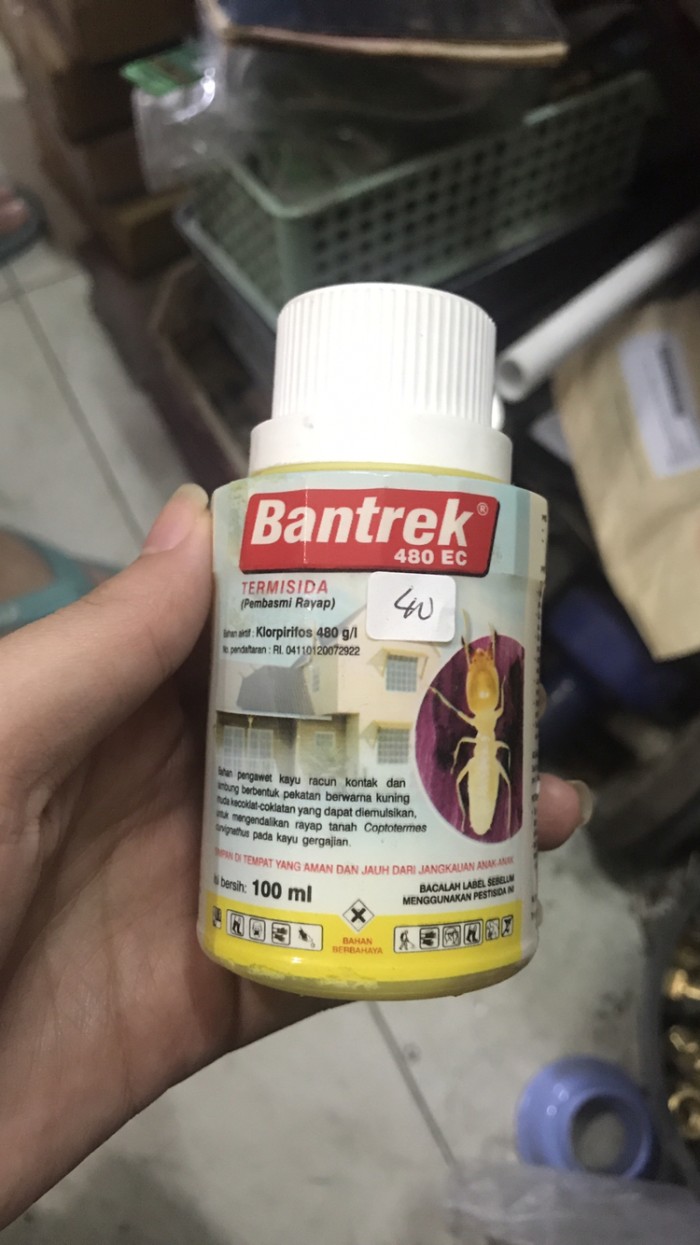 Bantrek®
480 EC
TERMISIDA
(Pembasmi Rayap)
Bahan aktif : Klorpirifos 480 g/l
No. pendaftaran : RI. 04110120072922
Bahan pengawet kayu racun kontak dan
lambung berbentuk pekatan berwarna kuning
muda kecoklat-coklatan yang dapat diemulsikan,
untuk mengendalikan rayap tanah Coptotermes
curvignathus pada kayu gergajian.
SIMPAN DI TEMPAT YANG AMAN DAN JAUH DARI JANGKAUAN ANAK-ANAK
Isi bersih: 100 ml
BACALAH LABEL SEBELUM
MENGGUNAKAN PESTISIDA INI
BAHAN
BERBAHAYA